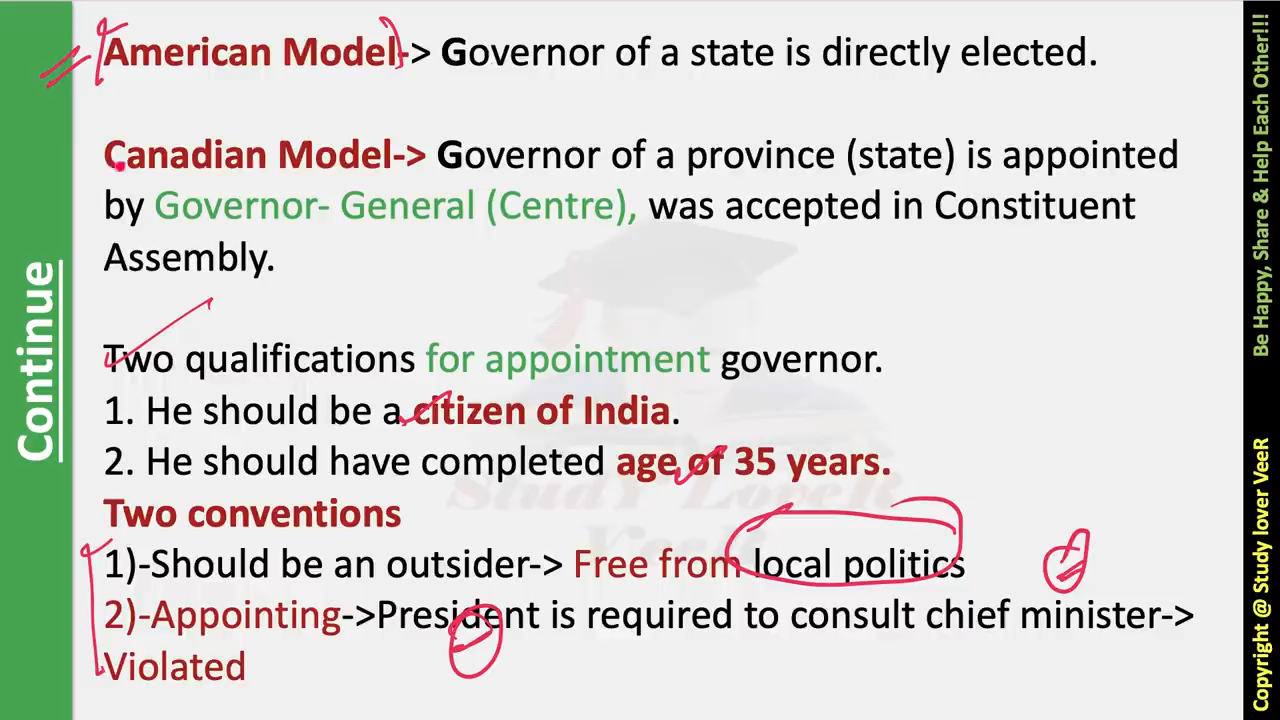 American Model-> Governor of a state is directly elected.
Canadian Model-> Governor of a province (state) is appointed
by Governor- General (Centre), was accepted in Constituent
Assembly.
Two qualifications for appointment governor.
1. He should be a citizen of India.
2. He should have completed age of 35 years.
Two conventions
1)-Should be an outsider-> Free from local politics
2)-Appointing->President is required to consult chief minister->
Violated
Continue
StudY LoveR
VeeR
Be Happy, Share & Help Each Other!!!
Copyright @ Study lover VeeR